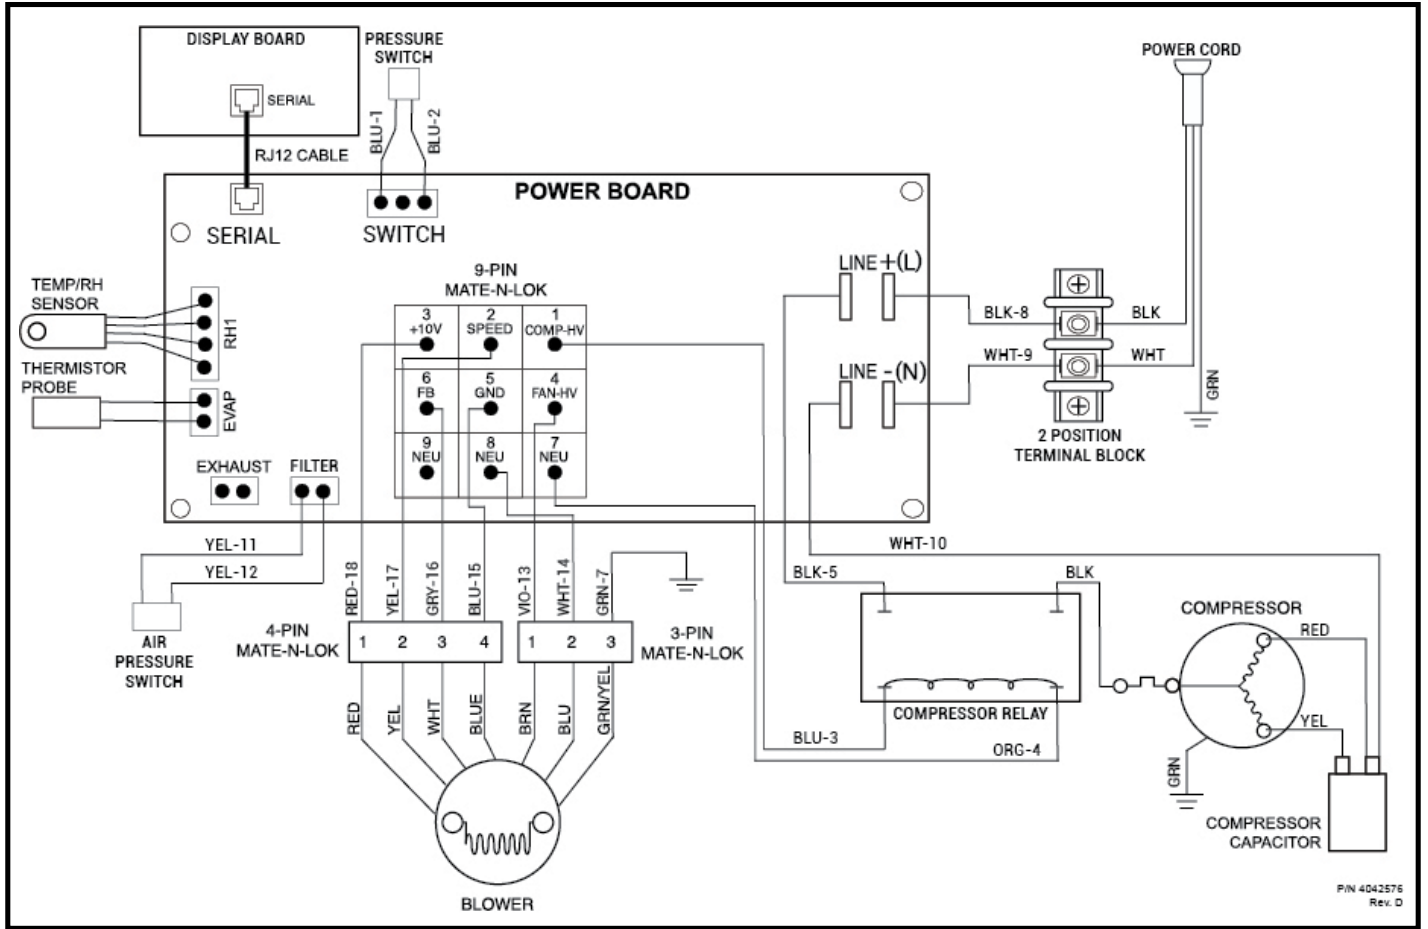 DISPLAY BOARD
SERIAL
RJ12 CABLE
PRESSURE
SWITCH
BLU-1
BLU-2
POWER CORD
POWER BOARD
SERIAL
SWITCH
TEMP/RH
SENSOR
RH1
THERMISTOR
PROBE
EVAP
EXHAUST
FILTER
9-PIN
MATE-N-LOK
3
+10V
2
SPEED
1
COMP-HV
6
FB
5
GND
4
FAN-HV
9
NEU
8
NEU
7
NEU
LINE +(L)
LINE -(N)
BLK-8
BLK
WHT-9
WHT
GRN
2 POSITION
TERMINAL BLOCK
YEL-11
YEL-12
AIR
PRESSURE
SWITCH
RED-18
YEL-17
GRY-16
BLU-15
VIO-13
WHT-14
GRN-7
4-PIN
MATE-N-LOK
1 2 3 4
1 2 3
3-PIN
MATE-N-LOK
RED
YEL
WHT
BLUE
BRN
BLU
GRN/YEL
BLOWER
WHT-10
BLK-5
BLK
COMPRESSOR RELAY
BLU-3
ORG-4
COMPRESSOR
RED
YEL
GRN
COMPRESSOR
CAPACITOR
P/N 4042576
Rev. D